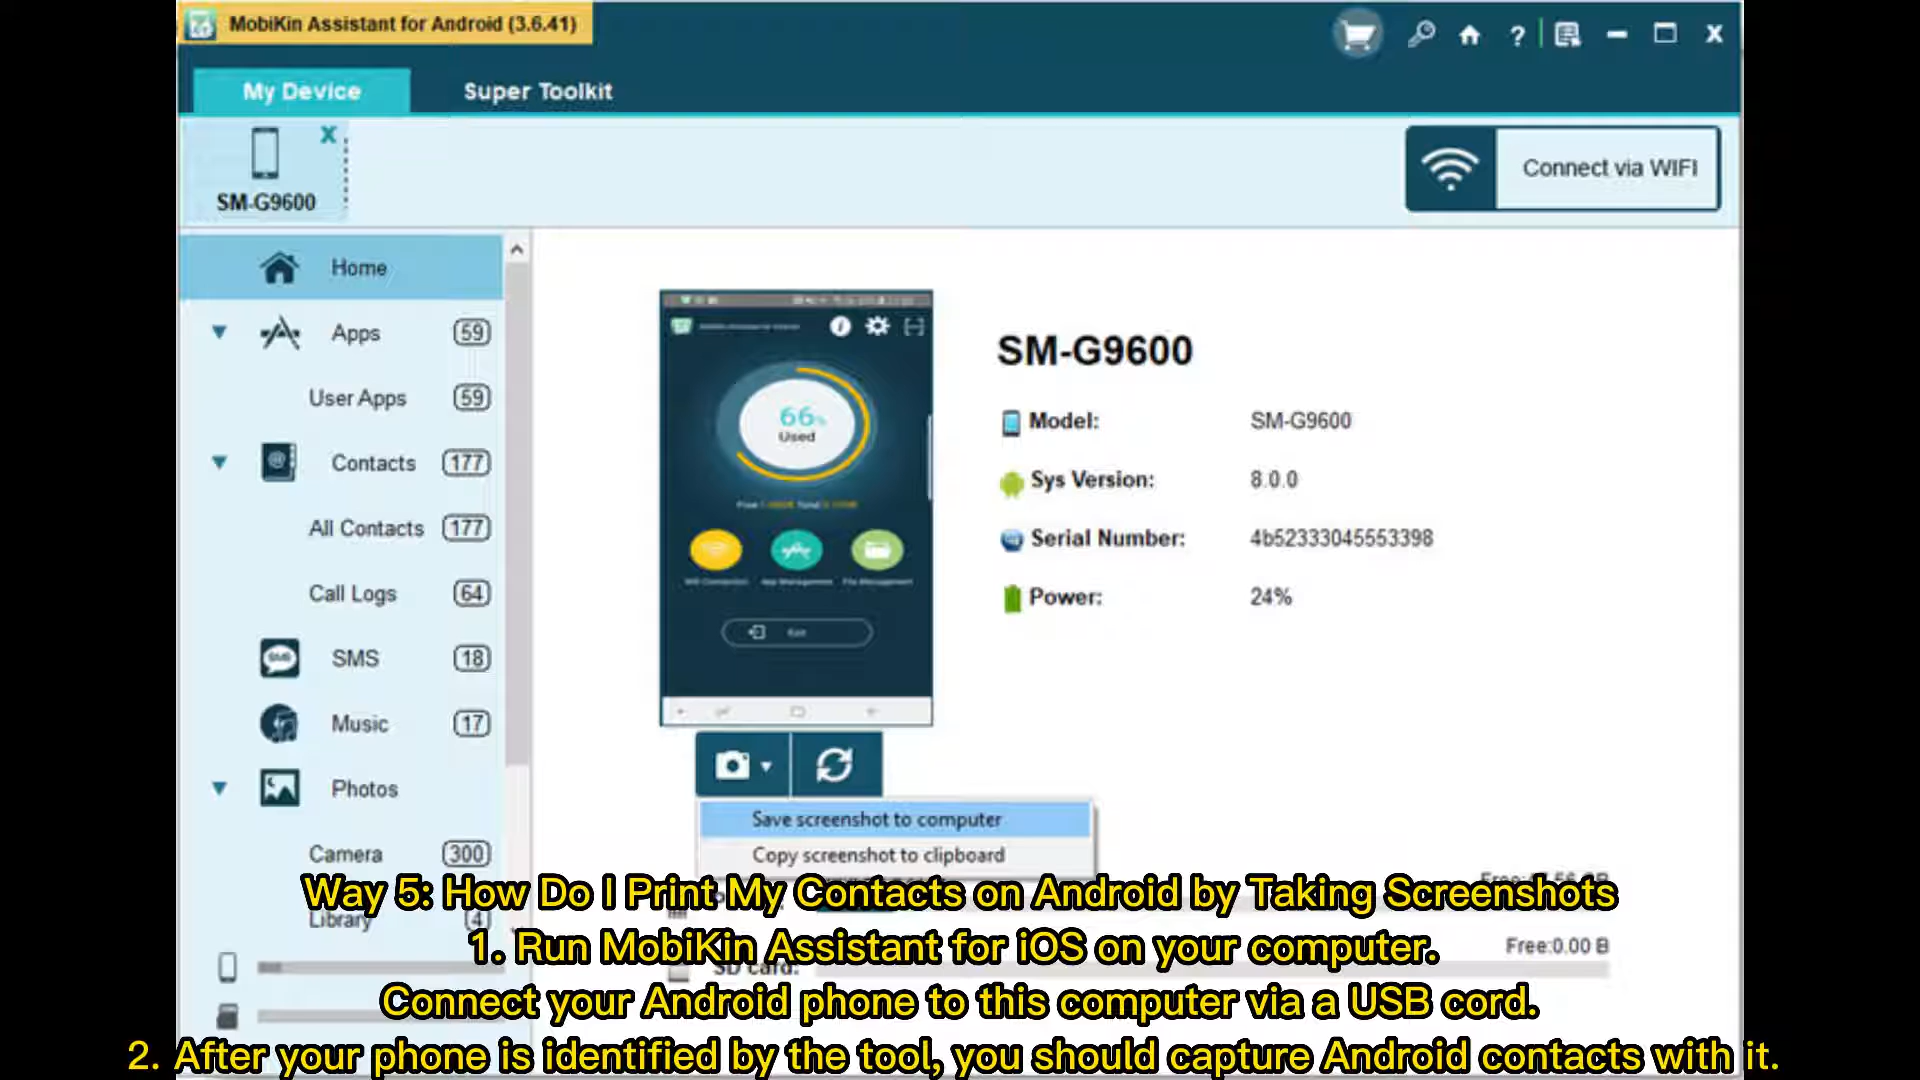 MobiKin Assistant for Android (3.6.41)
?
X
My Device
Super Toolkit
X
SM-G9600
Connect via WIFI
Home
Apps 59
User Apps 59
Contacts 177
All Contacts 177
Call Logs 64
SMS 18
Music 17
Photos
Camera 300
Library 4
66%
Used
Exit
SM-G9600
Model: SM-G9600
Sys Version: 8.0.0
Serial Number: 4b52333045553398
Power: 24%
Save screenshot to computer
Copy screenshot to clipboard
SD card:
Free:0.00 B
Way 5: How Do I Print My Contacts on Android by Taking Screenshots
1. Run MobiKin Assistant for iOS on your computer.
Connect your Android phone to this computer via a USB cord.
2. After your phone is identified by the tool, you should capture Android contacts with it.